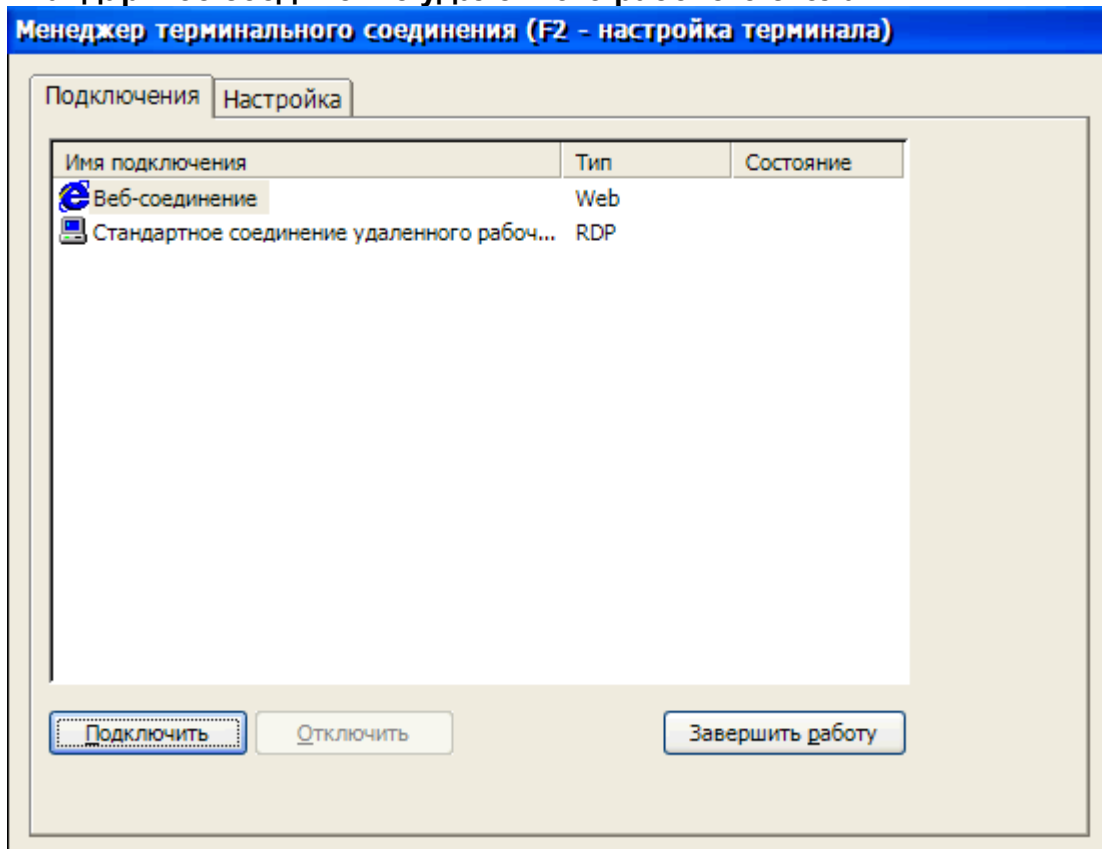 Менеджер терминального соединения (F2 - настройка терминала)
Подключения Настройка
Имя подключения Тип Состояние
Веб-соединение Web
Стандартное соединение удаленного рабоч... RDP
Подключить Отключить Завершить работу